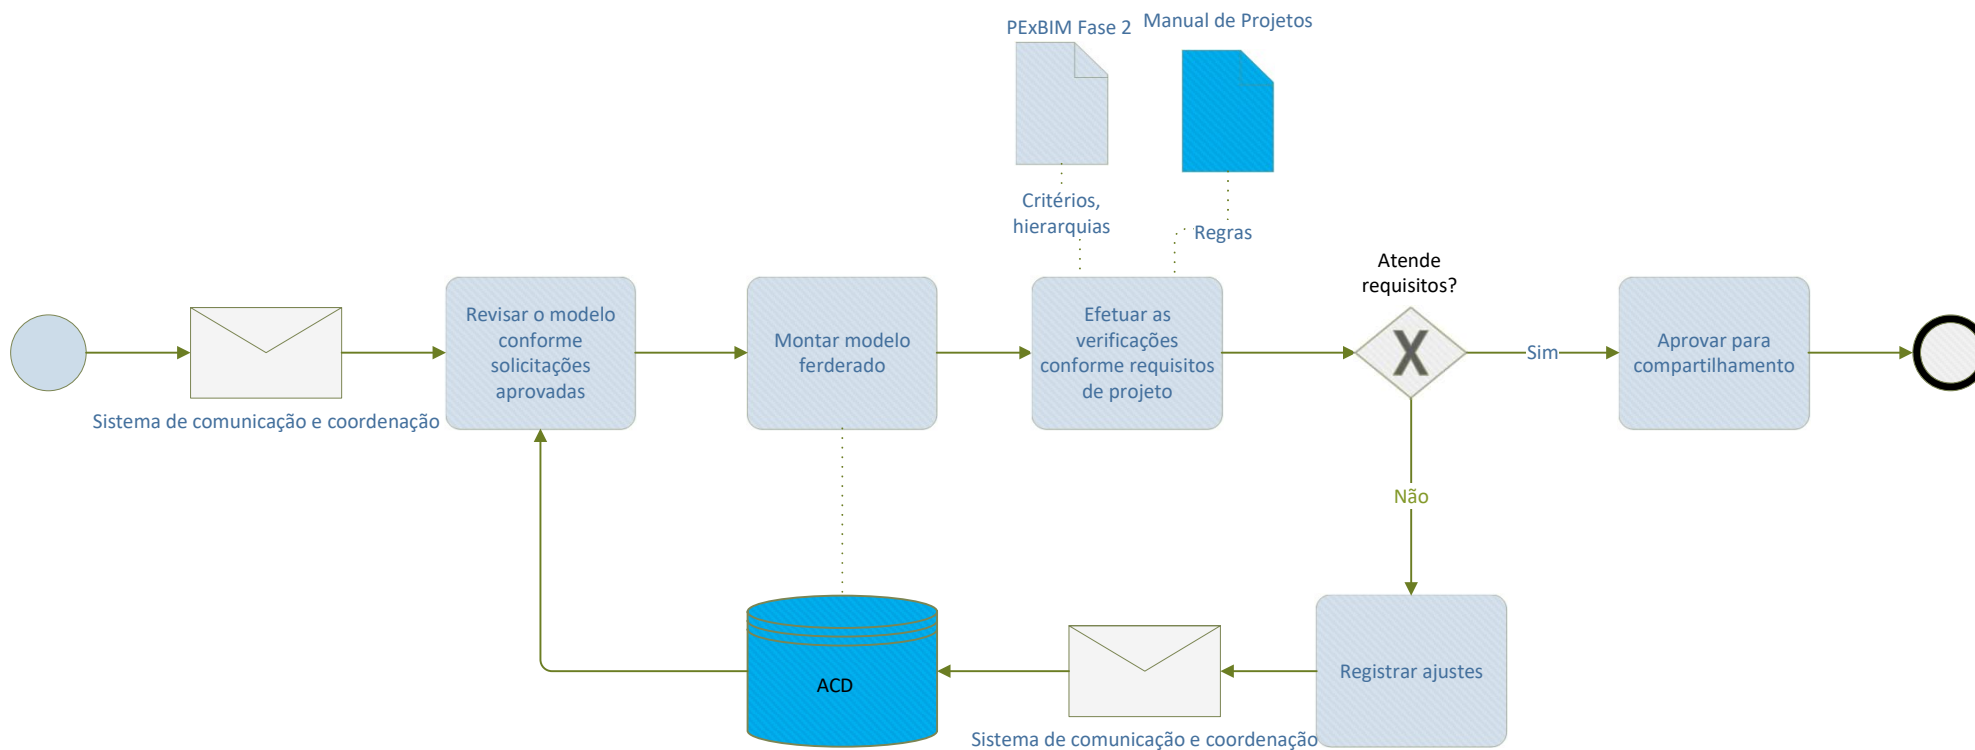 PExBIM Fase 2
Manual de Projetos
Critérios,
hierarquias
Regras
Sistema de comunicação e coordenação
Revisar o modelo
conforme
solicitações
aprovadas
Montar modelo
ferderado
Efetuar as
verificações
conforme requisitos
de projeto
Atende
requisitos?
X
Sim
Aprovar para
compartilhamento
Não
Registrar ajustes
Sistema de comunicação e coordenação
ACD